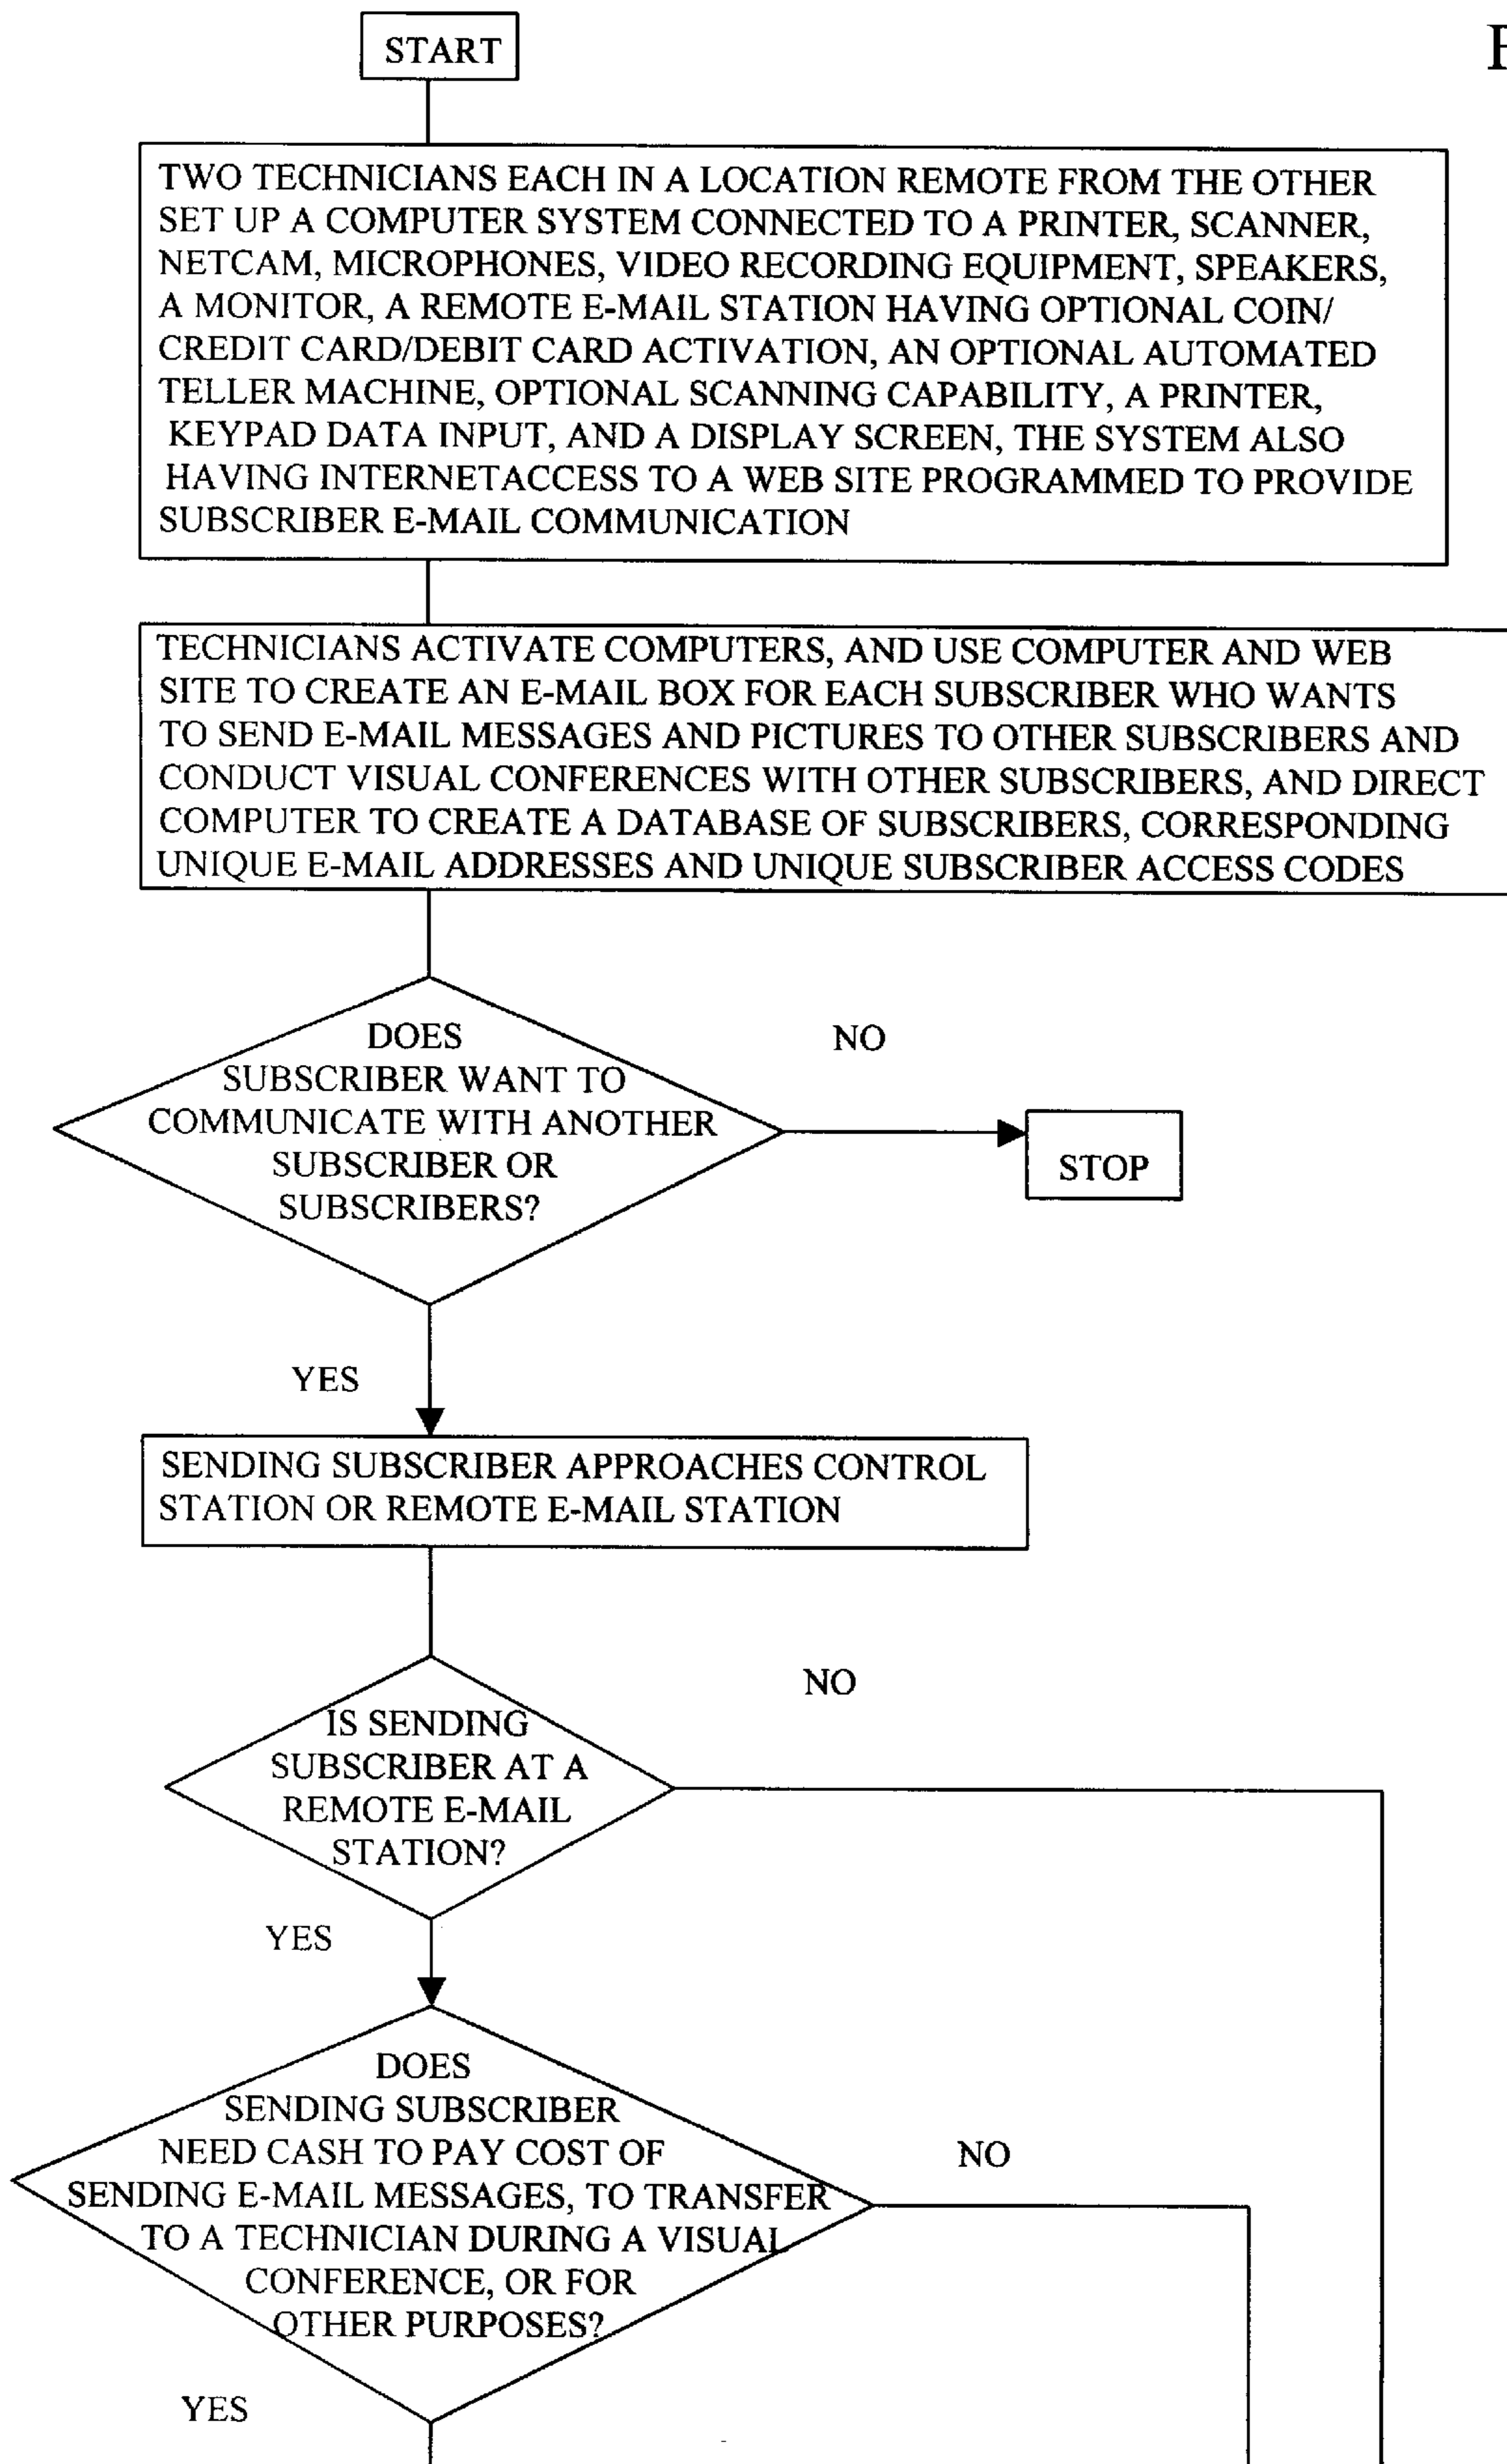 START
F
TWO TECHNICIANS EACH IN A LOCATION REMOTE FROM THE OTHER
SET UP A COMPUTER SYSTEM CONNECTED TO A PRINTER, SCANNER,
NETCAM, MICROPHONES, VIDEO RECORDING EQUIPMENT, SPEAKERS,
A MONITOR, A REMOTE E-MAIL STATION HAVING OPTIONAL COIN/
CREDIT CARD/DEBIT CARD ACTIVATION, AN OPTIONAL AUTOMATED
TELLER MACHINE, OPTIONAL SCANNING CAPABILITY, A PRINTER,
KEYPAD DATA INPUT, AND A DISPLAY SCREEN, THE SYSTEM ALSO
HAVING INTERNETACCESS TO A WEB SITE PROGRAMMED TO PROVIDE
SUBSCRIBER E-MAIL COMMUNICATION
TECHNICIANS ACTIVATE COMPUTERS, AND USE COMPUTER AND WEB
SITE TO CREATE AN E-MAIL BOX FOR EACH SUBSCRIBER WHO WANTS
TO SEND E-MAIL MESSAGES AND PICTURES TO OTHER SUBSCRIBERS AND
CONDUCT VISUAL CONFERENCES WITH OTHER SUBSCRIBERS, AND DIRECT
COMPUTER TO CREATE A DATABASE OF SUBSCRIBERS, CORRESPONDING
UNIQUE E-MAIL ADDRESSES AND UNIQUE SUBSCRIBER ACCESS CODES
DOES
SUBSCRIBER WANT TO
COMMUNICATE WITH ANOTHER
SUBSCRIBER OR
SUBSCRIBERS?
NO
STOP
YES
SENDING SUBSCRIBER APPROACHES CONTROL
STATION OR REMOTE E-MAIL STATION
NO
IS SENDING
SUBSCRIBER AT A
REMOTE E-MAIL
STATION?
YES
DOES
SENDING SUBSCRIBER
NEED CASH TO PAY COST OF
SENDING E-MAIL MESSAGES, TO TRANSFER
TO A TECHNICIAN DURING A VISUAL
CONFERENCE, OR FOR
OTHER PURPOSES?
NO
YES